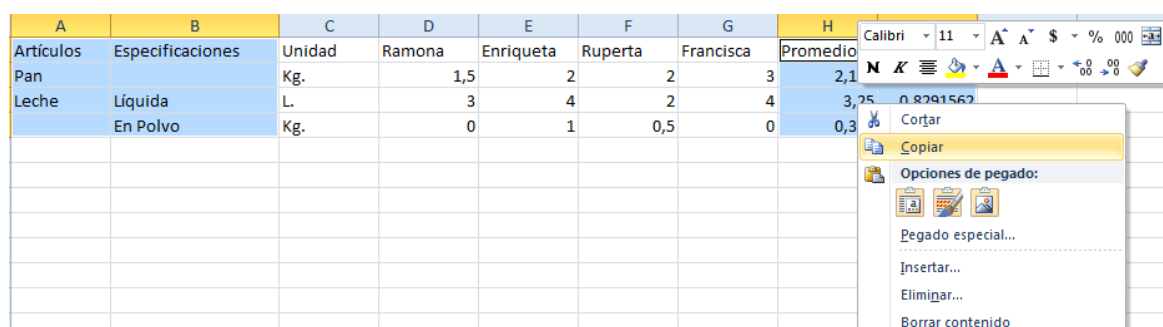 A B C D E F G H
Artículos Especificaciones Unidad Ramona Enriqueta Ruperta Francisca Promedio
Pan Kg. 1,5 2 2 3 2,1
Leche Líquida L. 3 4 2 4 3,25 0,8291562
En Polvo Kg. 0 1 0,5 0 0,3
Calibri 11 A A $ % 000
N K A
Cortar
Copiar
Opciones de pegado:
Pegado especial...
Insertar...
Eliminar...
Borrar contenido